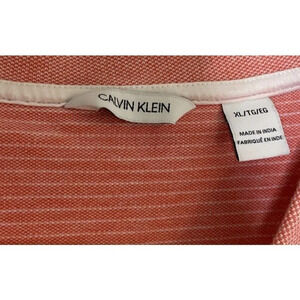 CALVIN KLEIN
XL/TG/EG
MADE IN INDIA
FABRIQUÉ EN INDE